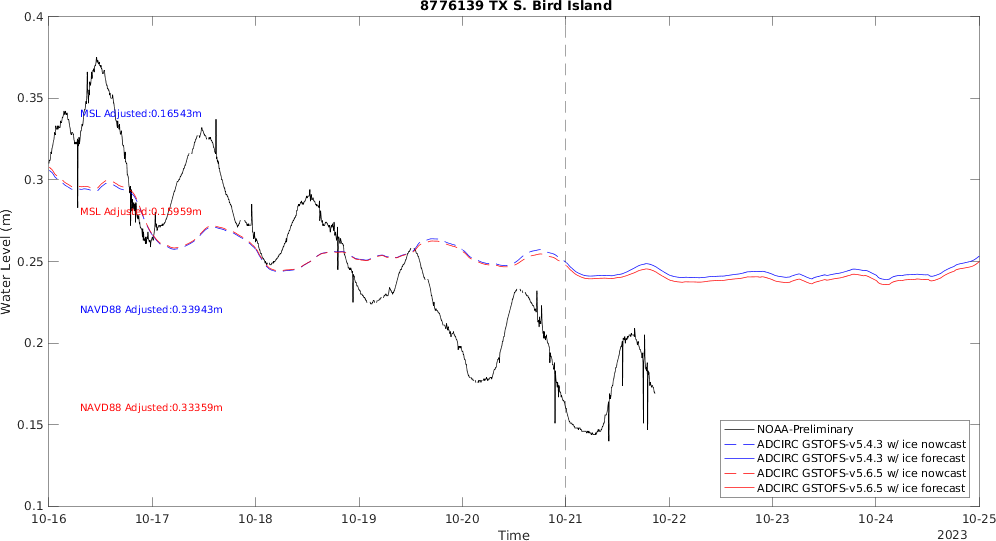 8776139 TX S. Bird Island
0.4
0.35
0.3
0.25
0.2
0.15
0.1
Water Level (m)
MSL Adjusted:0.16543m
MSL Adjusted:0.15959m
NAVD88 Adjusted:0.33943m
NAVD88 Adjusted:0.33359m
NOAA-Preliminary
ADCIRC GSTOFS-v5.4.3 w/ ice nowcast
ADCIRC GSTOFS-v5.4.3 w/ ice forecast
ADCIRC GSTOFS-v5.6.5 w/ ice nowcast
ADCIRC GSTOFS-v5.6.5 w/ ice forecast
10-16 10-17 10-18 10-19 10-20 10-21 10-22 10-23 10-24 10-25
Time
2023